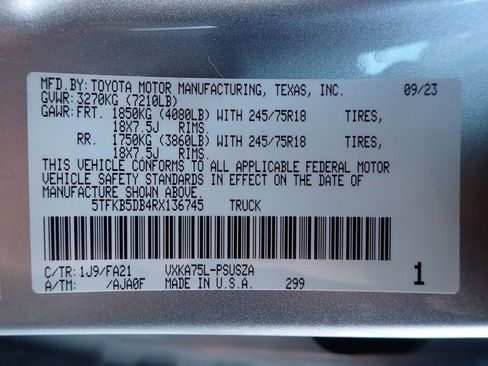 MFD.BY:TOYOTA MOTOR MANUFACTURING, TEXAS, INC. 09/23
GVWR: 3270KG (7210LB)
GAWR: FRT. 1850KG (4080LB) WITH 245/75R18 TIRES,
18X7.5J RIMS.
RR. 1750KG (3860LB) WITH 245/75R18 TIRES,
18X7.5J RIMS.
THIS VEHICLE CONFORMS TO ALL APPLICABLE FEDERAL MOTOR
VEHICLE SAFETY STANDARDS IN EFFECT ON THE DATE OF
MANUFACTURE SHOWN ABOVE.
5TFKB5DB4RX136745 TRUCK
C/TR:1J9/FA21 VXKA75L-PSUSZA
A/TM: /AJA0F MADE IN U.S.A. 299 1